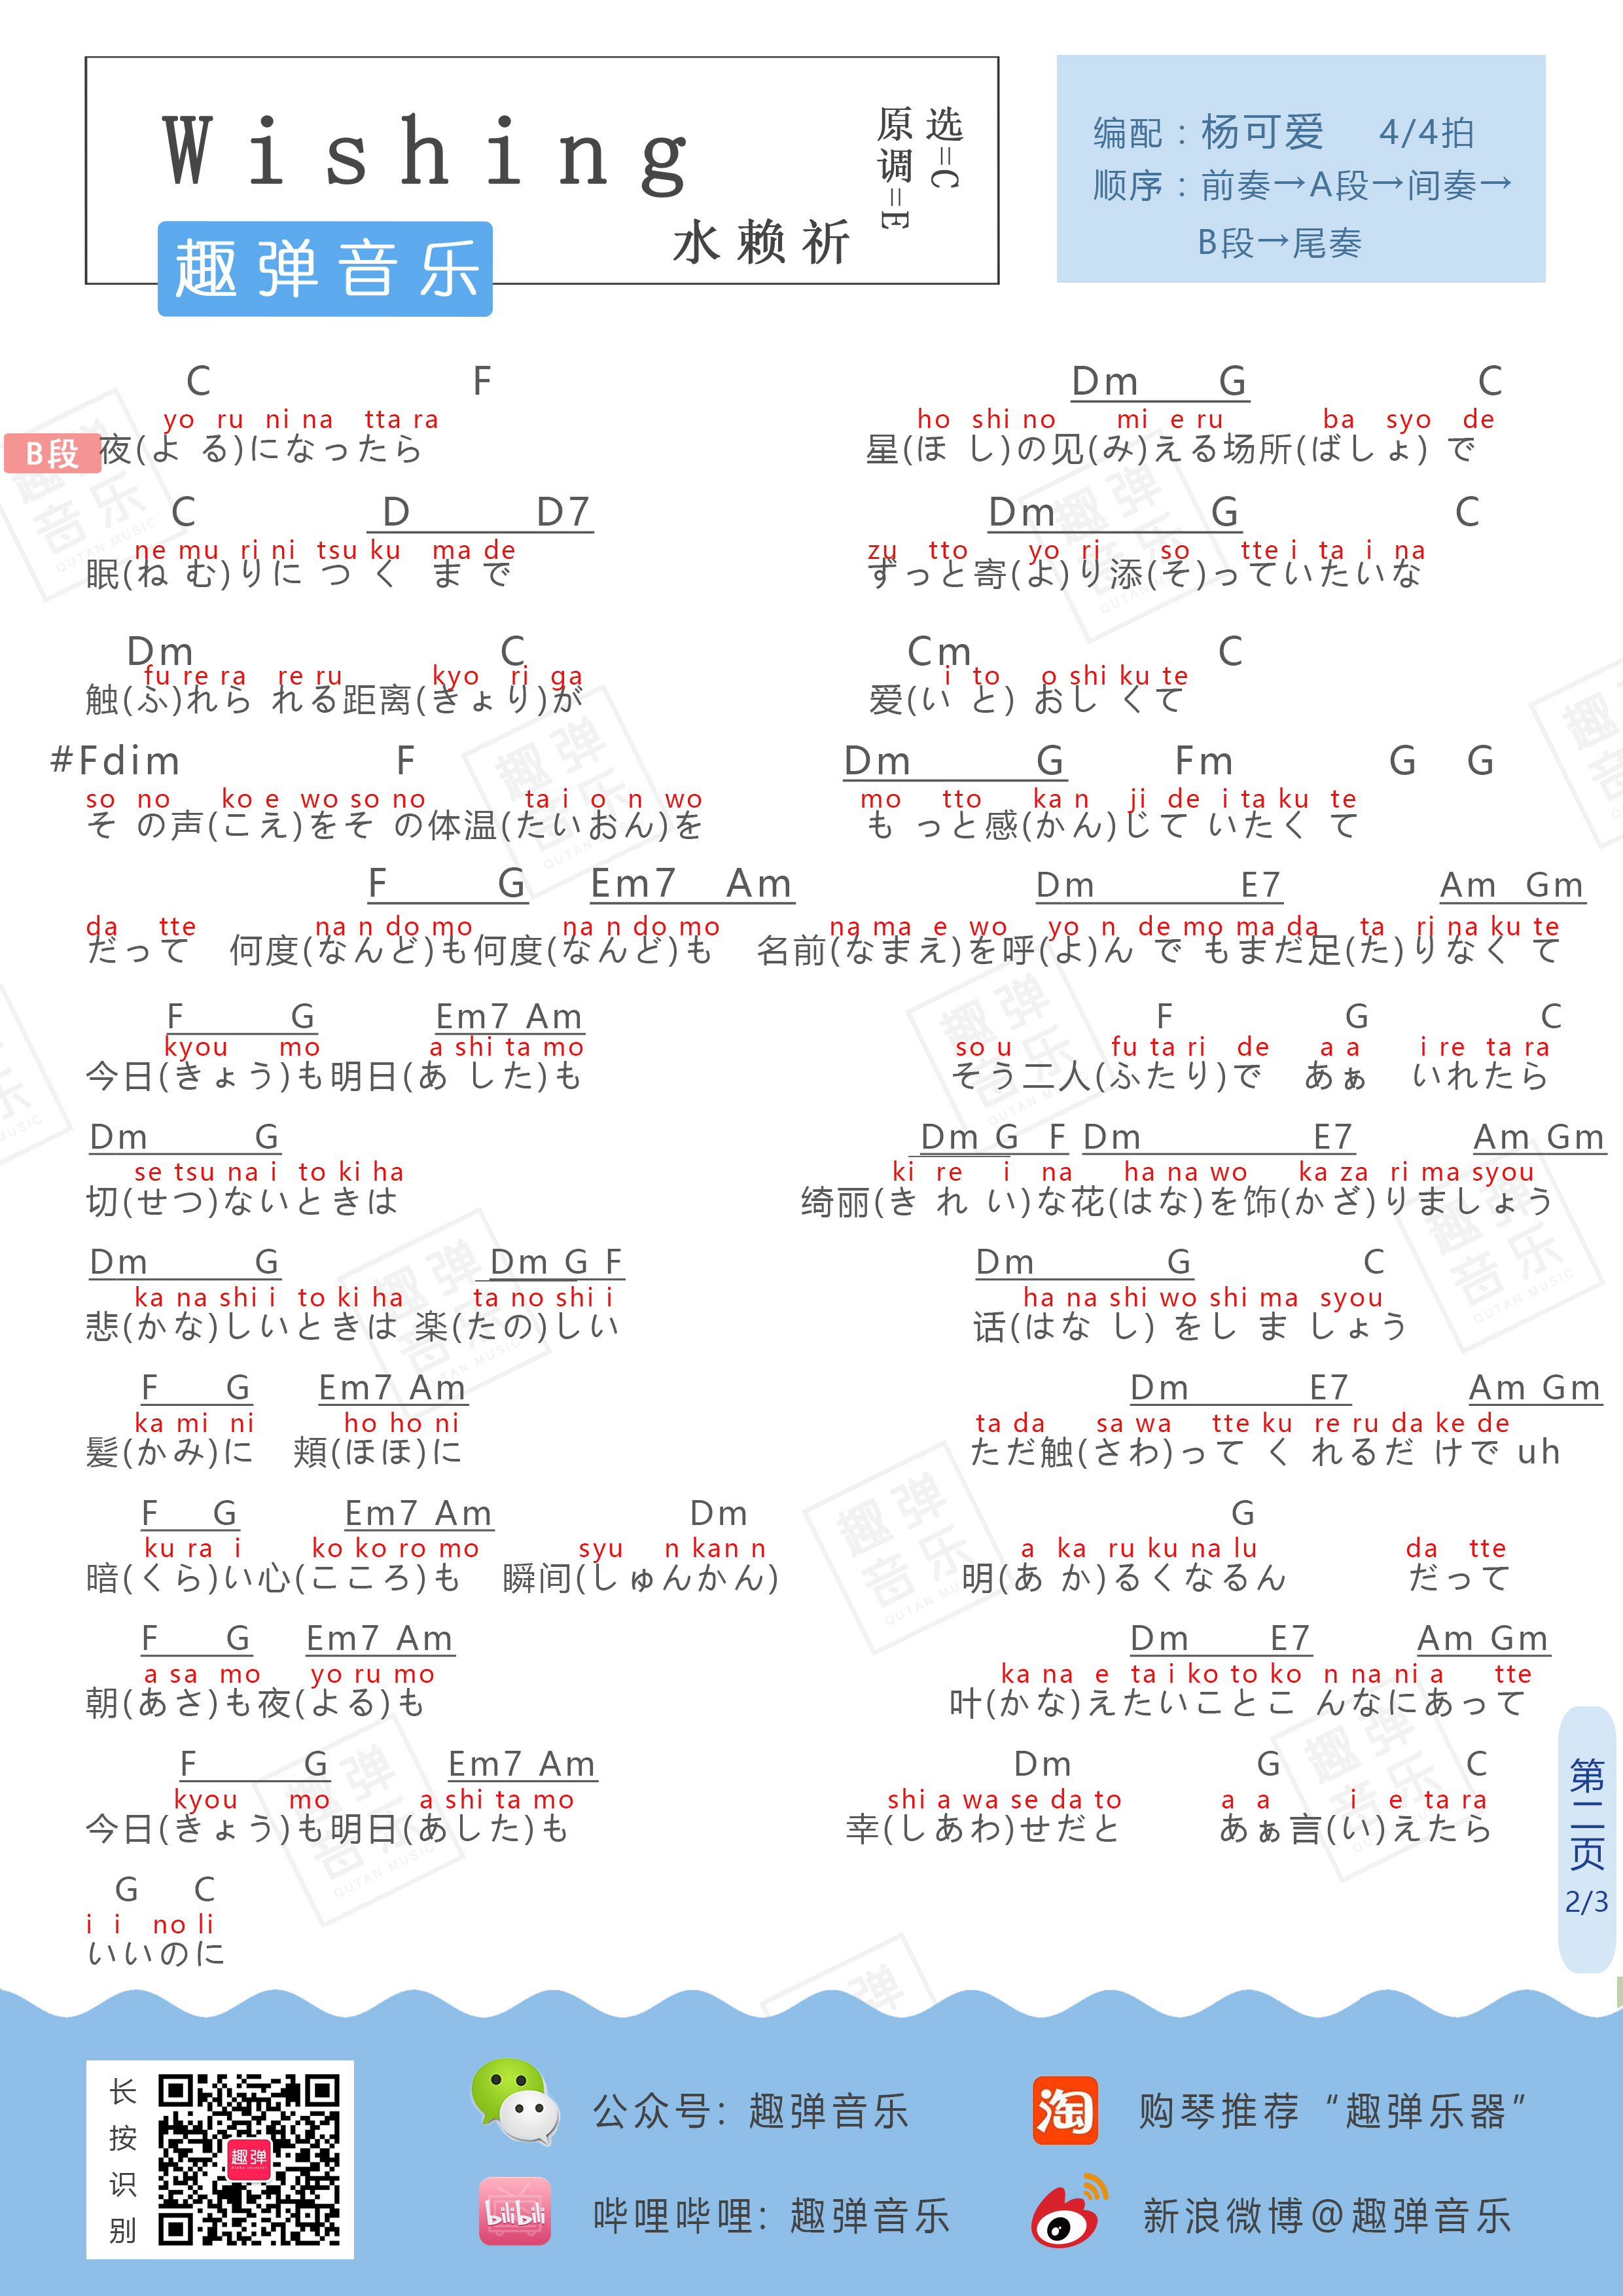 Wishing
原调=E
选=C
水赖祈
趣弹音乐
编配：杨可爱 4/4拍
顺序：前奏→A段→间奏→
B段→尾奏
C F Dm G C
yo ru ni na tta ra ho shi no mi e ru ba syo de
B段 夜(よ る)になったら 星(ほ し)の见(み)える场所(ばしょ) で
C D D7 Dm G C
ne mu ri ni tsu ku ma de zu tto yo ri so tte i ta i na
眠(ね む)りに つ く ま で ずっと寄(よ)り添(そ)っていたいな
Dm C Cm C
fu re ra re ru kyo ri ga i to o shi ku te
触(ふ)れら れる距离(きょり)が 爱(い と) おし くて
#Fdim F Dm G Fm G G
so no ko e wo so no ta i o n wo mo tto ka n ji de i ta ku te
そ の声(こえ)をそ の体温(たいおん)を も っと感(かん)じて いたく て
F G Em7 Am Dm E7 Am Gm
da tte na n do mo na n do mo na ma e wo yo n de mo ma da ta ri na ku te
だって 何度(なんど)も何度(なんど)も 名前(なまえ)を呼(よ)ん で もまだ足(た)りなく て
F G Em7 Am F G C
kyou mo a shi ta mo so u fu ta ri de a a i re ta ra
今日(きょう)も明日(あ した)も そう二人(ふたり)で あぁ いれたら
Dm G Dm G F Dm E7 Am Gm
se tsu na i to ki ha ki re i na ha na wo ka za ri ma syou
切(せつ)ないときは 绮丽(き れ い)な花(はな)を饰(かざ)りましょう
Dm G Dm G F Dm G C
ka na shi i to ki ha ta no shi i ha na shi wo shi ma syou
悲(かな)しいときは 楽(たの)しい 话(はな し) をし ま しょう
F G Em7 Am Dm E7 Am Gm
ka mi ni ho ho ni ta da sa wa tte ku re ru da ke de
髪(かみ)に 頬(ほほ)に ただ触(さわ)って く れるだ けで uh
F G Em7 Am Dm G
ku ra i ko ko ro mo syu n kan n a ka ru ku na lu da tte
暗(くら)い心(こころ)も 瞬间(しゅんかん) 明(あ か)るくなるん だって
F G Em7 Am Dm E7 Am Gm
a sa mo yo ru mo ka na e ta i ko to ko n na ni a tte
朝(あさ)も夜(よる)も 叶(かな)えたいことこ んなにあって
F G Em7 Am Dm G C
kyou mo a shi ta mo shi a wa se da to a a i e ta ra
今日(きょう)も明日(あした)も 幸(しあわ)せだと あぁ言(い)えたら
G C
i i no li
いいのに
第二页
2/3
长按识别
趣弹
公众号: 趣弹音乐
淘
购琴推荐“趣弹乐器”
bilibili
哔哩哔哩: 趣弹音乐
新浪微博@趣弹音乐